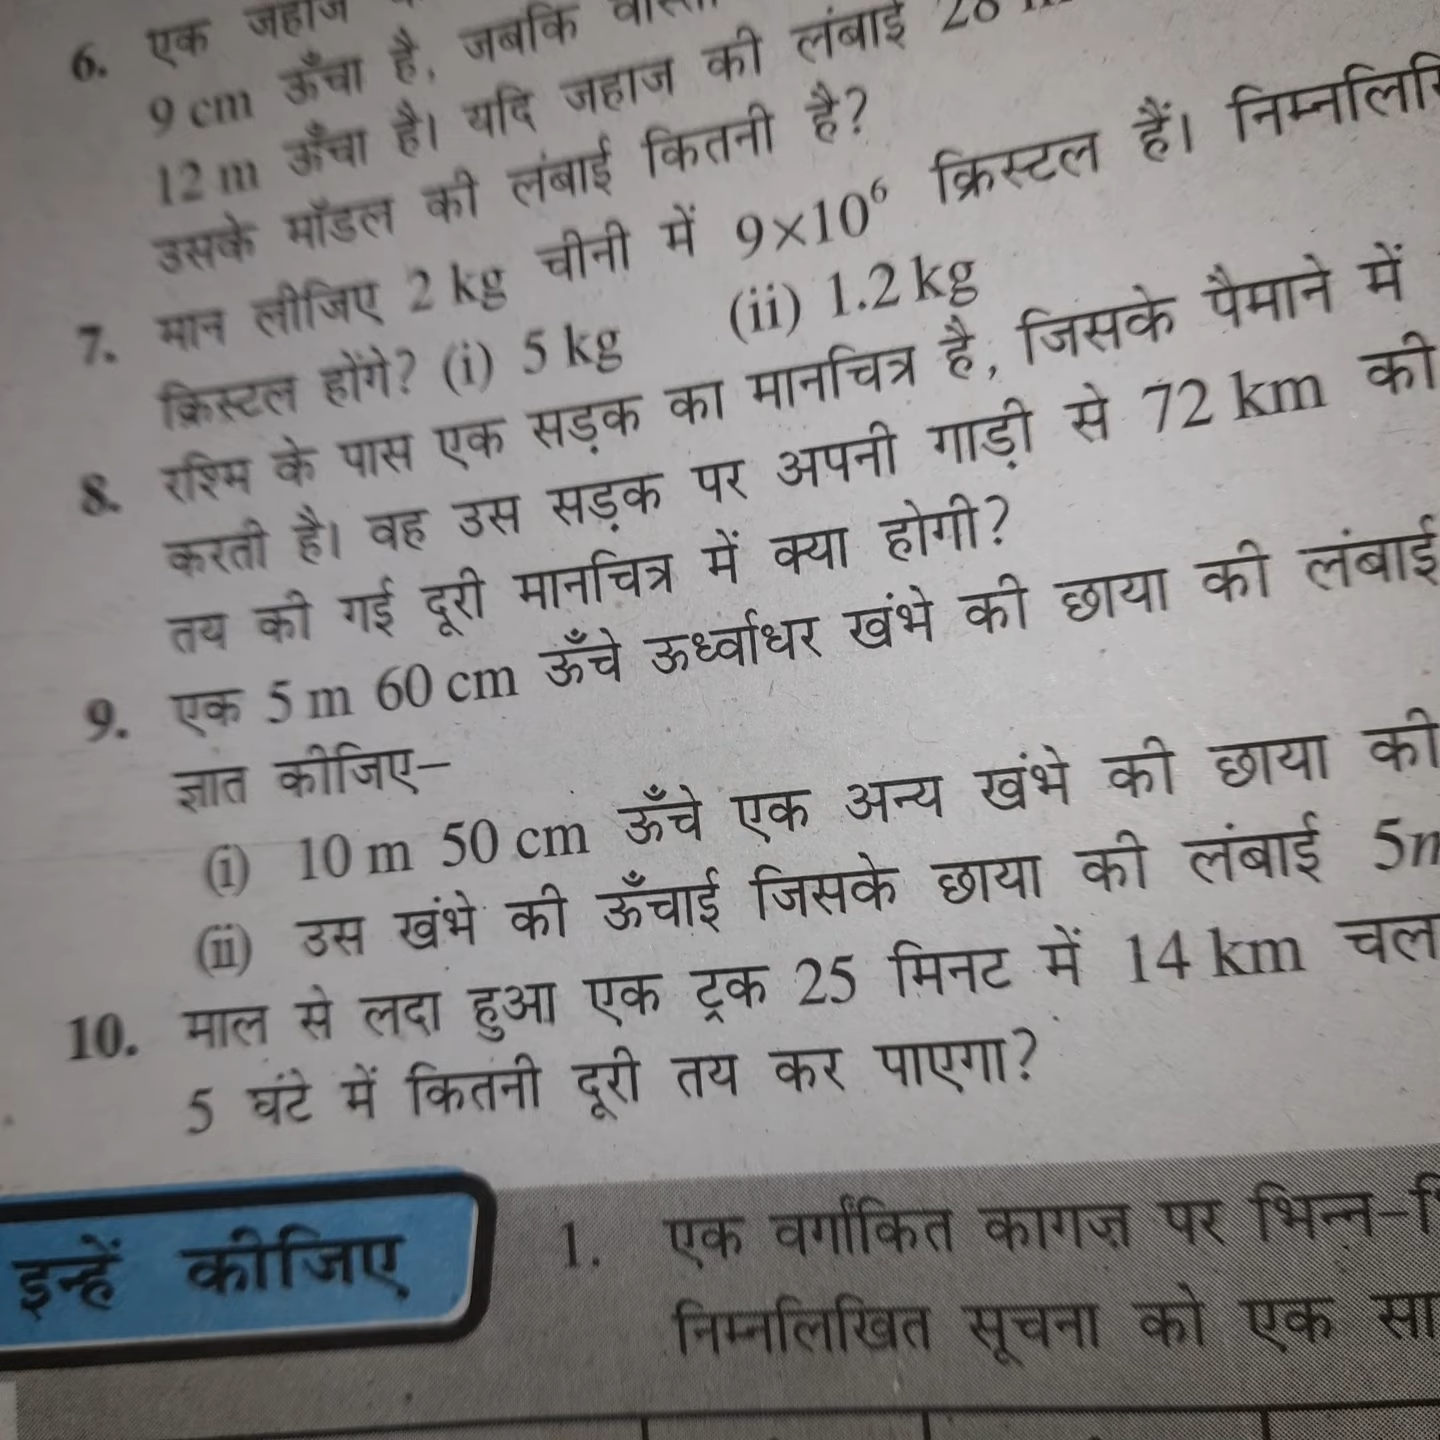 6. एक जहाज
9 cm ऊँचा है, जबकि
12 m ऊँचा है। यदि जहाज की लंबाई 28
उसके मॉडल की लंबाई कितनी है?
7. मान लीजिए 2 kg चीनी में 9×10⁶ क्रिस्टल हैं।
क्रिस्टल होंगे? (i) 5 kg (ii) 1.2 kg
8. रश्मि के पास एक सड़क का मानचित्र है, जिसके पैमाने में
करती है। वह उस सड़क पर अपनी गाड़ी से 72 km की
तय की गई दूरी मानचित्र में क्या होगी?
9. एक 5 m 60 cm ऊँचे ऊर्ध्वाधर खंभे की छाया की लंबाई
ज्ञात कीजिए–
(i) 10 m 50 cm ऊँचे एक अन्य खंभे की छाया की
(ii) उस खंभे की ऊँचाई जिसके छाया की लंबाई 5m
10. माल से लदा हुआ एक ट्रक 25 मिनट में 14 km चल
5 घंटे में कितनी दूरी तय कर पाएगा?
इन्हें कीजिए
1. एक वर्गांकित कागज़ पर भिन्न-
निम्नलिखित सूचना को एक सा